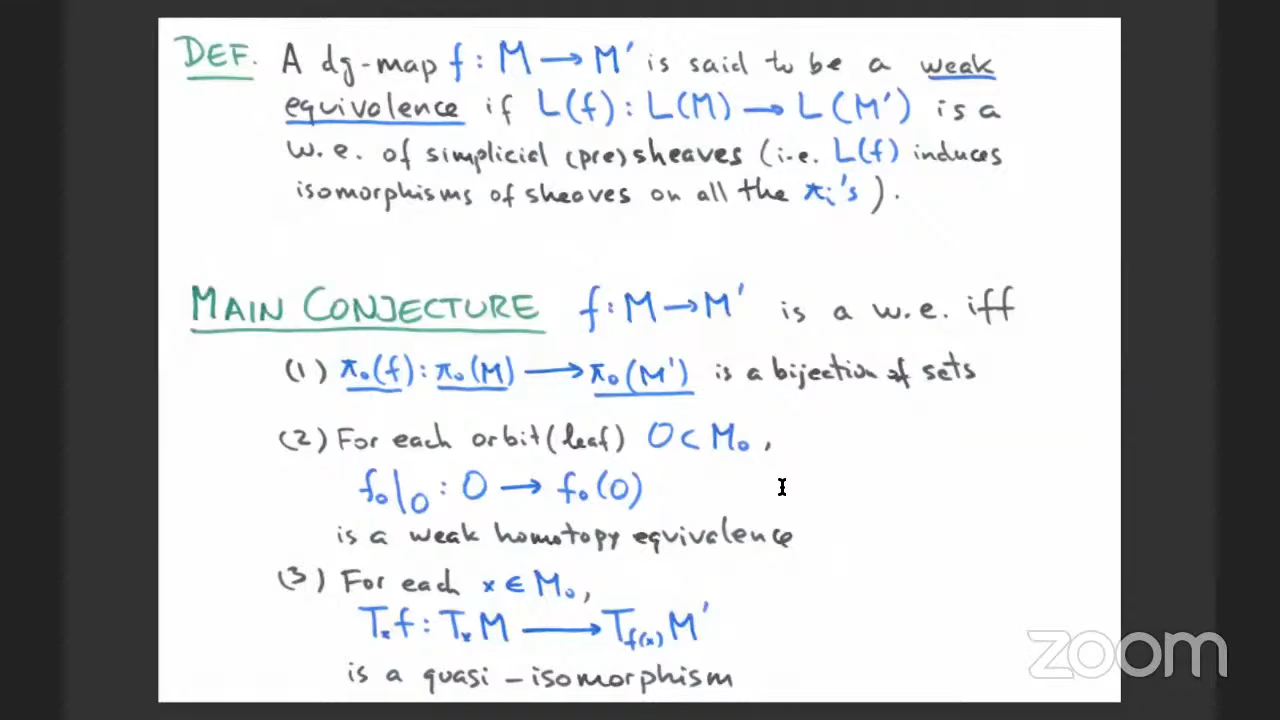 DEF. A dg-map f : M → M' is said to be a weak
equivalence if L(f) : L(M) → L(M') is a
w.e. of simplicial (pre)sheaves (i.e. L(f) induces
isomorphisms of sheaves on all the πᵢ's ).
MAIN CONJECTURE f : M → M' is a w.e. iff
(1) π₀(f) : π₀(M) → π₀(M') is a bijection of sets
(2) For each orbit (leaf) O ⊂ M₀ ,
f₀|_O : O → f₀(O)
is a weak homotopy equivalence
(3) For each x ∈ M₀ ,
Tₓf : TₓM → T_{f(x)}M'
is a quasi-isomorphism
zoom